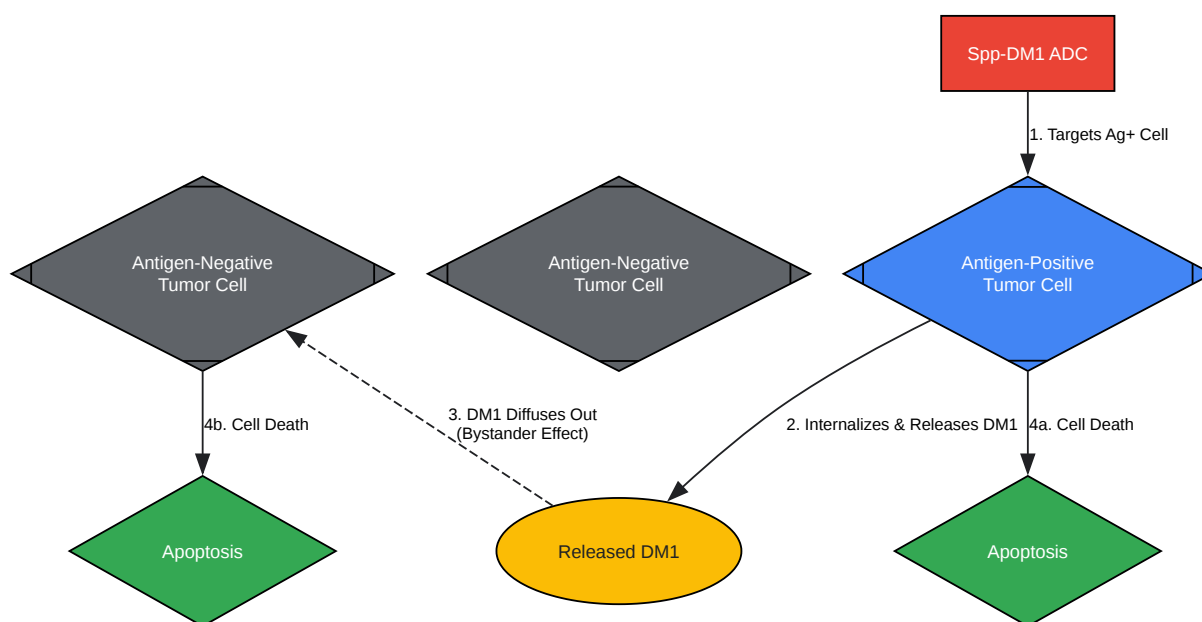 Spp-DM1 ADC
1. Targets Ag+ Cell
Antigen-Negative
Tumor Cell
Antigen-Negative
Tumor Cell
Antigen-Positive
Tumor Cell
3. DM1 Diffuses Out
(Bystander Effect)
4b. Cell Death
2. Internalizes & Releases DM1
4a. Cell Death
Apoptosis
Released DM1
Apoptosis